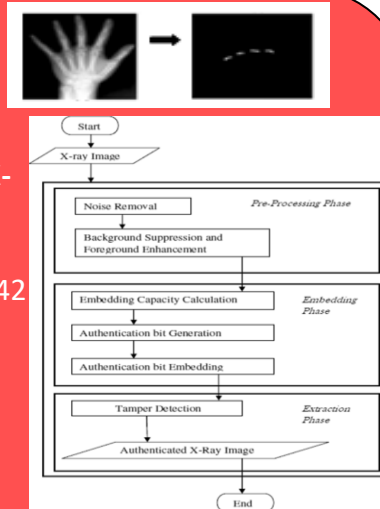 Start
X-ray Image
-
Noise Removal
Pre-Processing Phase
Background Suppression and
Foreground Enhancement
42
Embedding Capacity Calculation
Embedding
Phase
Authentication bit Generation
Authentication bit Embedding
Tamper Detection
Extraction
Phase
Authenticated X-Ray Image
End